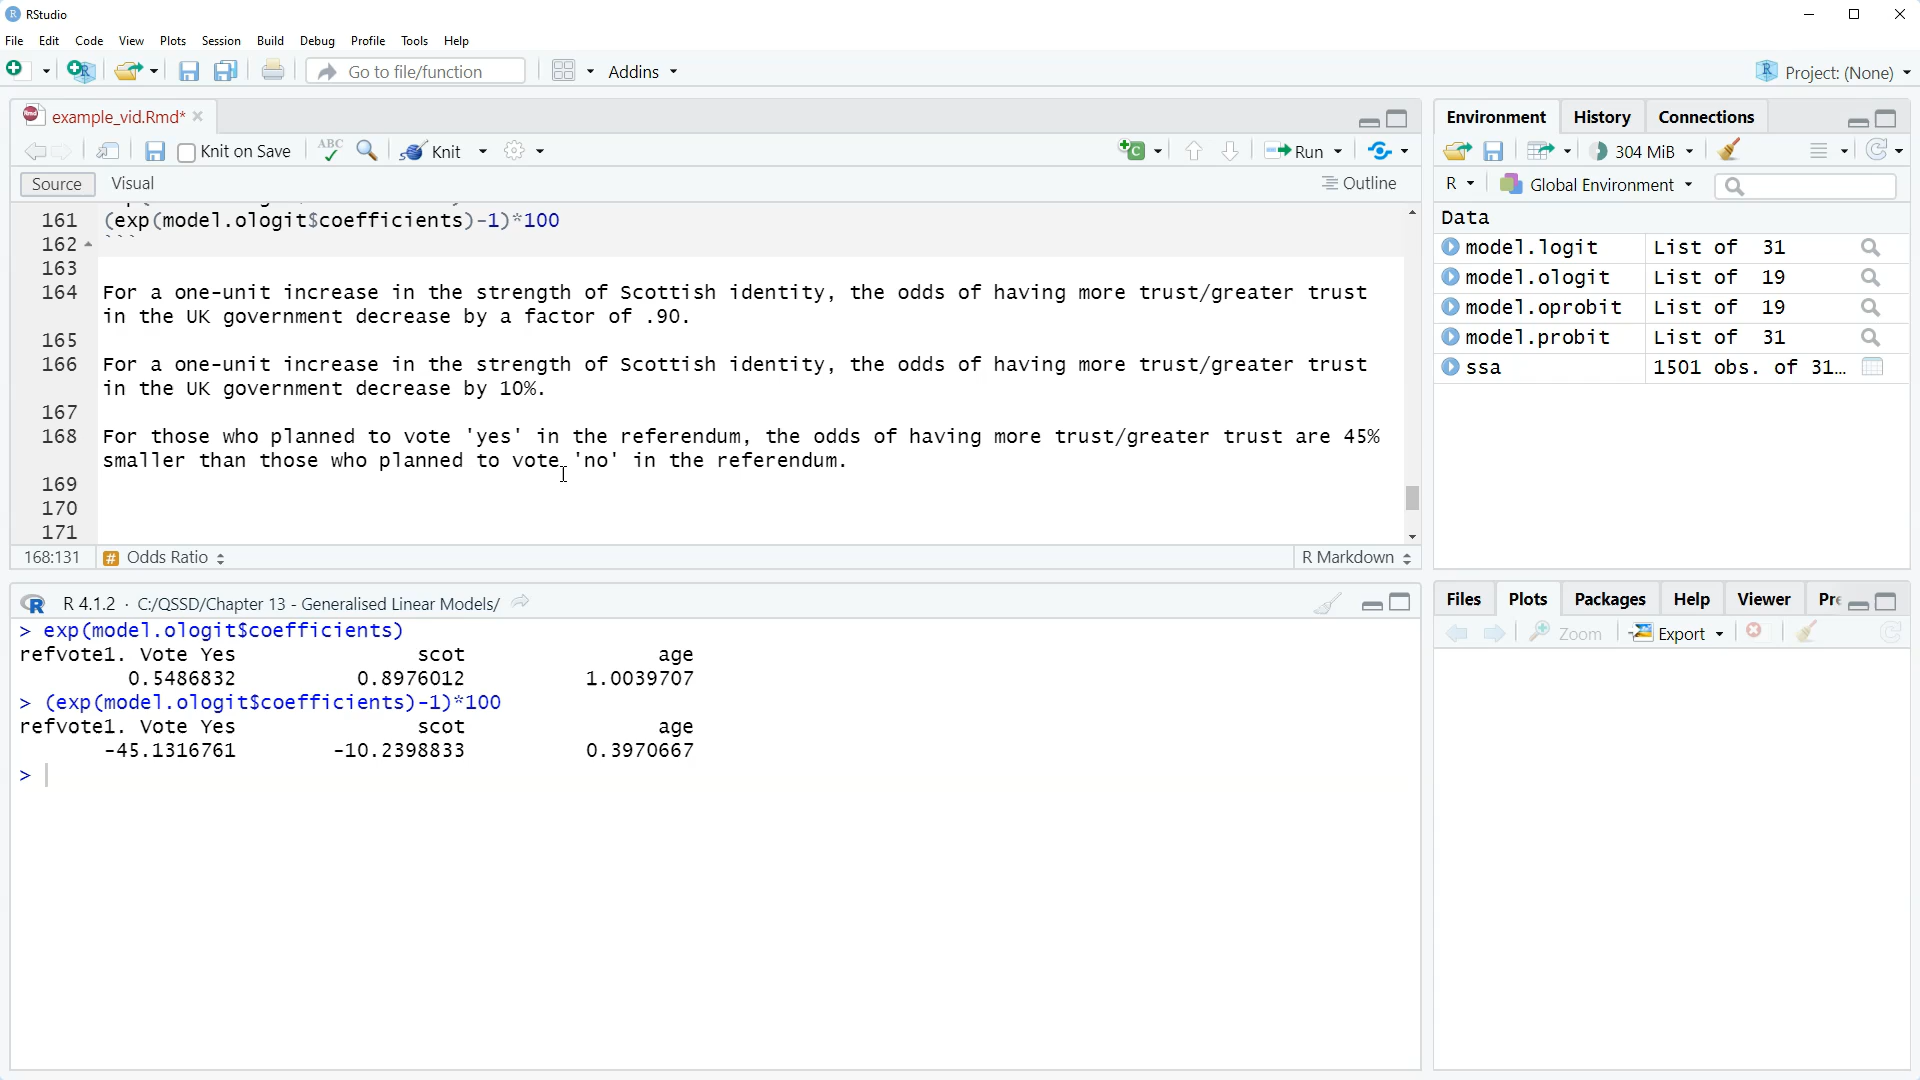 RStudio
File Edit Code View Plots Session Build Debug Profile Tools Help
Go to file/function Addins Project: (None)
example_vid.Rmd*
Knit on Save ABC Knit Run
Source Visual Outline
161 (exp(model.ologit$coefficients)-1)*100
162 ```
163
164 For a one-unit increase in the strength of Scottish identity, the odds of having more trust/greater trust
in the UK government decrease by a factor of .90.
165
166 For a one-unit increase in the strength of Scottish identity, the odds of having more trust/greater trust
in the UK government decrease by 10%.
167
168 For those who planned to vote 'yes' in the referendum, the odds of having more trust/greater trust are 45%
smaller than those who planned to vote 'no' in the referendum.
169
170
171
168:131 # Odds Ratio R Markdown
R 4.1.2 · C:/QSSD/Chapter 13 - Generalised Linear Models/
> exp(model.ologit$coefficients)
refvote1. Vote Yes scot age
0.5486832 0.8976012 1.0039707
> (exp(model.ologit$coefficients)-1)*100
refvote1. Vote Yes scot age
-45.1316761 -10.2398833 0.3970667
>
Environment History Connections
304 MiB
R Global Environment
Data
model.logit List of 31
model.ologit List of 19
model.oprobit List of 19
model.probit List of 31
ssa 1501 obs. of 31…
Files Plots Packages Help Viewer
Zoom Export